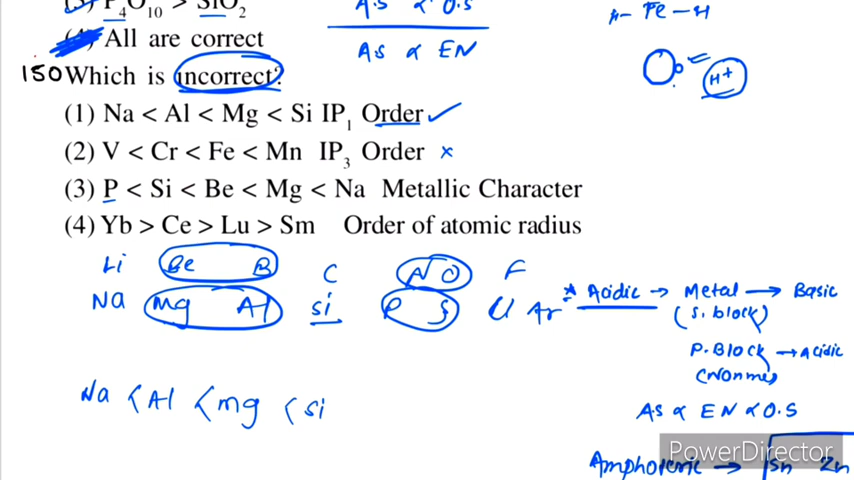 (3) P4O10 > SiO2
A.S ∝ O.S
Fe – H
(4) All are correct
AS ∝ EN
150 Which is incorrect?
H+
(1) Na < Al < Mg < Si IP1 Order ✓
(2) V < Cr < Fe < Mn IP3 Order ×
(3) P < Si < Be < Mg < Na Metallic Character
(4) Yb > Ce > Lu > Sm Order of atomic radius
Li Be B C N O F
Na Mg Al Si P S Cl Ar
Acidic → Metal → Basic
(S.block)
P.Block → Acidic
(Nonme)
Na < Al < mg < si
AS ∝ EN ∝ O.S
PowerDirector
Amphoteric → Sn Zn